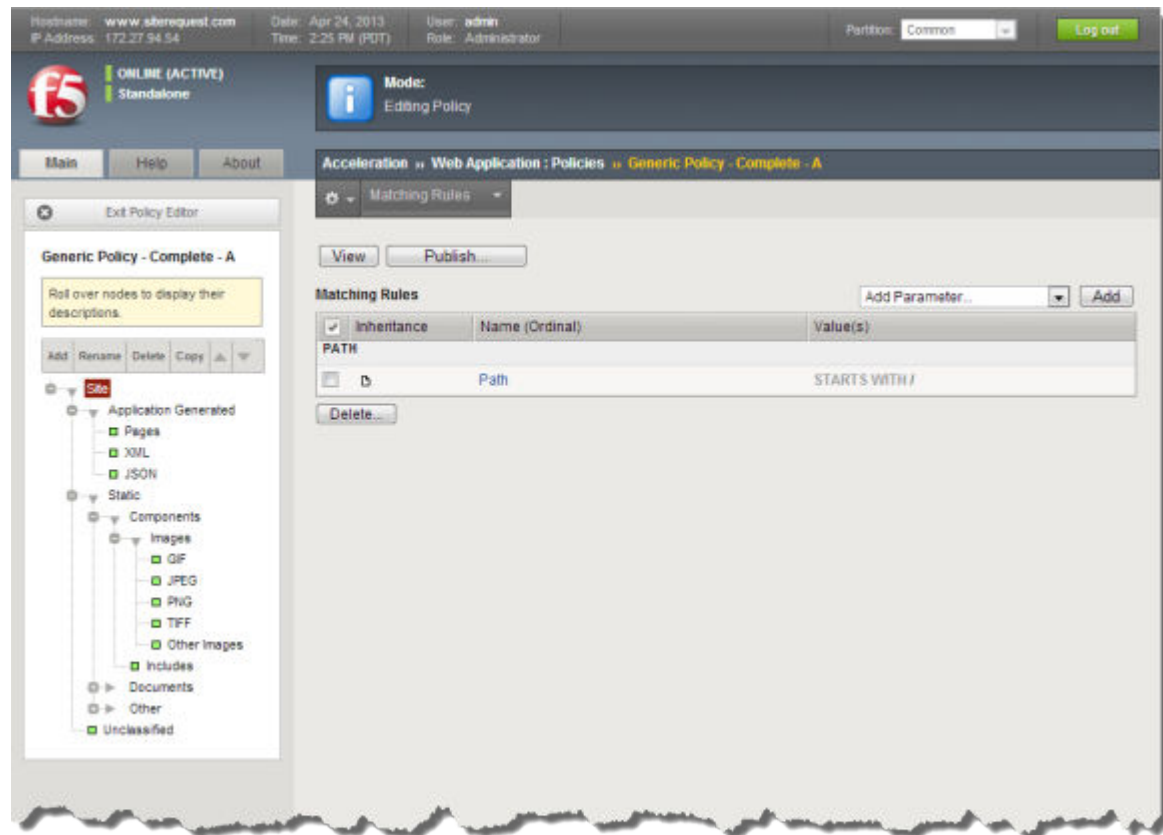 Hostname: www.siterequest.com Date: Apr 24, 2013 User: admin
IP Address: 172.27.94.54 Time: 2:25 PM (PDT) Role: Administrator
Partition: Common Log out
f5
ONLINE (ACTIVE)
Standalone
Mode:
Editing Policy
Main Help About
Acceleration ›› Web Application : Policies ›› Generic Policy - Complete - A
Matching Rules
Exit Policy Editor
Generic Policy - Complete - A
Roll over nodes to display their
descriptions.
Add Rename Delete Copy
Site
Application Generated
Pages
XML
JSON
Static
Components
Images
GIF
JPEG
PNG
TIFF
Other Images
Includes
Documents
Other
Unclassified
View Publish...
Matching Rules Add Parameter... Add
Inheritance Name (Ordinal) Value(s)
PATH
Path STARTS WITH /
Delete...